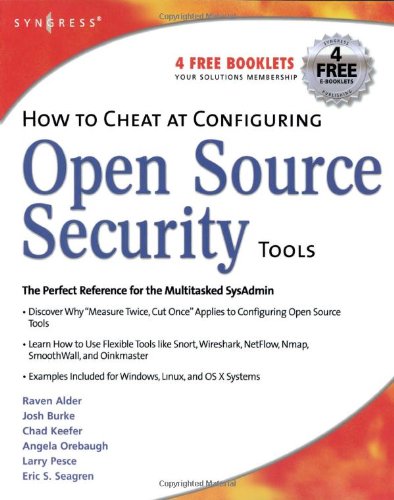 SYNGRESS®
4 FREE BOOKLETS
YOUR SOLUTIONS MEMBERSHIP
SYNGRESS
4
FREE
E-BOOKLETS
PUBLISHING
HOW TO CHEAT AT CONFIGURING
Open Source
Security TOOLS
The Perfect Reference for the Multitasked SysAdmin
• Discover Why "Measure Twice, Cut Once" Applies to Configuring Open Source
Tools
• Learn How to Use Flexible Tools like Snort, Wireshark, NetFlow, Nmap,
SmoothWall, and Oinkmaster
• Examples Included for Windows, Linux, and OS X Systems
Raven Alder
Josh Burke
Chad Keefer
Angela Orebaugh
Larry Pesce
Eric S. Seagren